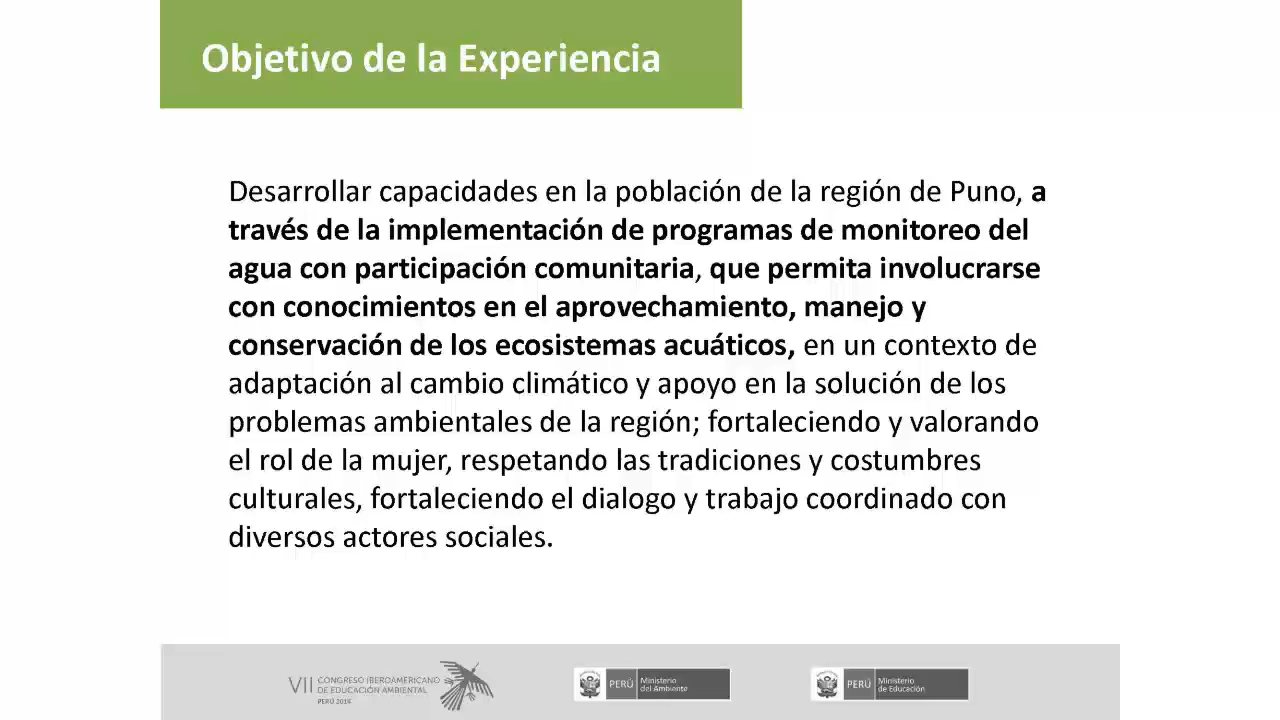 Objetivo de la Experiencia
Desarrollar capacidades en la población de la región de Puno, a
través de la implementación de programas de monitoreo del
agua con participación comunitaria, que permita involucrarse
con conocimientos en el aprovechamiento, manejo y
conservación de los ecosistemas acuáticos, en un contexto de
adaptación al cambio climático y apoyo en la solución de los
problemas ambientales de la región; fortaleciendo y valorando
el rol de la mujer, respetando las tradiciones y costumbres
culturales, fortaleciendo el dialogo y trabajo coordinado con
diversos actores sociales.
VII CONGRESO IBEROAMERICANO
DE EDUCACIÓN AMBIENTAL
PERÚ
PERÚ Ministerio
del Ambiente
PERÚ Ministerio
de Educación